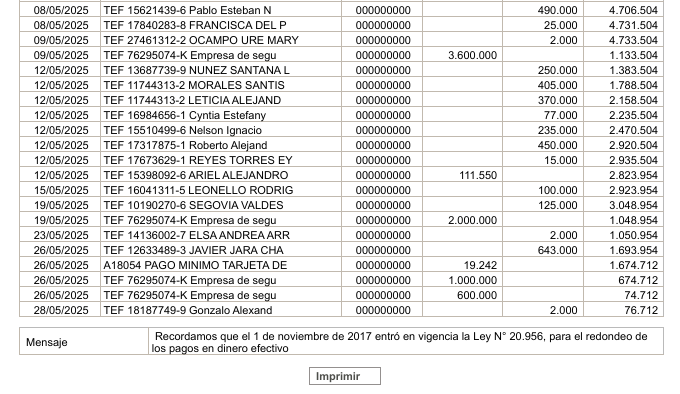 08/05/2025 TEF 15621439-6 Pablo Esteban N 000000000 490.000 4.706.504
08/05/2025 TEF 17840283-8 FRANCISCA DEL P 000000000 25.000 4.731.504
09/05/2025 TEF 27461312-2 OCAMPO URE MARY 000000000 2.000 4.733.504
09/05/2025 TEF 76295074-K Empresa de segu 000000000 3.600.000 1.133.504
12/05/2025 TEF 13687739-9 NUNEZ SANTANA L 000000000 250.000 1.383.504
12/05/2025 TEF 11744313-2 MORALES SANTIS 000000000 405.000 1.788.504
12/05/2025 TEF 11744313-2 LETICIA ALEJAND 000000000 370.000 2.158.504
12/05/2025 TEF 16984656-1 Cyntia Estefany 000000000 77.000 2.235.504
12/05/2025 TEF 15510499-6 Nelson Ignacio 000000000 235.000 2.470.504
12/05/2025 TEF 17317875-1 Roberto Alejand 000000000 450.000 2.920.504
12/05/2025 TEF 17673629-1 REYES TORRES EY 000000000 15.000 2.935.504
12/05/2025 TEF 15398092-6 ARIEL ALEJANDRO 000000000 111.550 2.823.954
15/05/2025 TEF 16041311-5 LEONELLO RODRIG 000000000 100.000 2.923.954
19/05/2025 TEF 10190270-6 SEGOVIA VALDES 000000000 125.000 3.048.954
19/05/2025 TEF 76295074-K Empresa de segu 000000000 2.000.000 1.048.954
23/05/2025 TEF 14136002-7 ELSA ANDREA ARR 000000000 2.000 1.050.954
26/05/2025 TEF 12633489-3 JAVIER JARA CHA 000000000 643.000 1.693.954
26/05/2025 A18054 PAGO MINIMO TARJETA DE 000000000 19.242 1.674.712
26/05/2025 TEF 76295074-K Empresa de segu 000000000 1.000.000 674.712
26/05/2025 TEF 76295074-K Empresa de segu 000000000 600.000 74.712
28/05/2025 TEF 18187749-9 Gonzalo Alexand 000000000 2.000 76.712
Mensaje Recordamos que el 1 de noviembre de 2017 entró en vigencia la Ley N° 20.956, para el redondeo de
los pagos en dinero efectivo
Imprimir